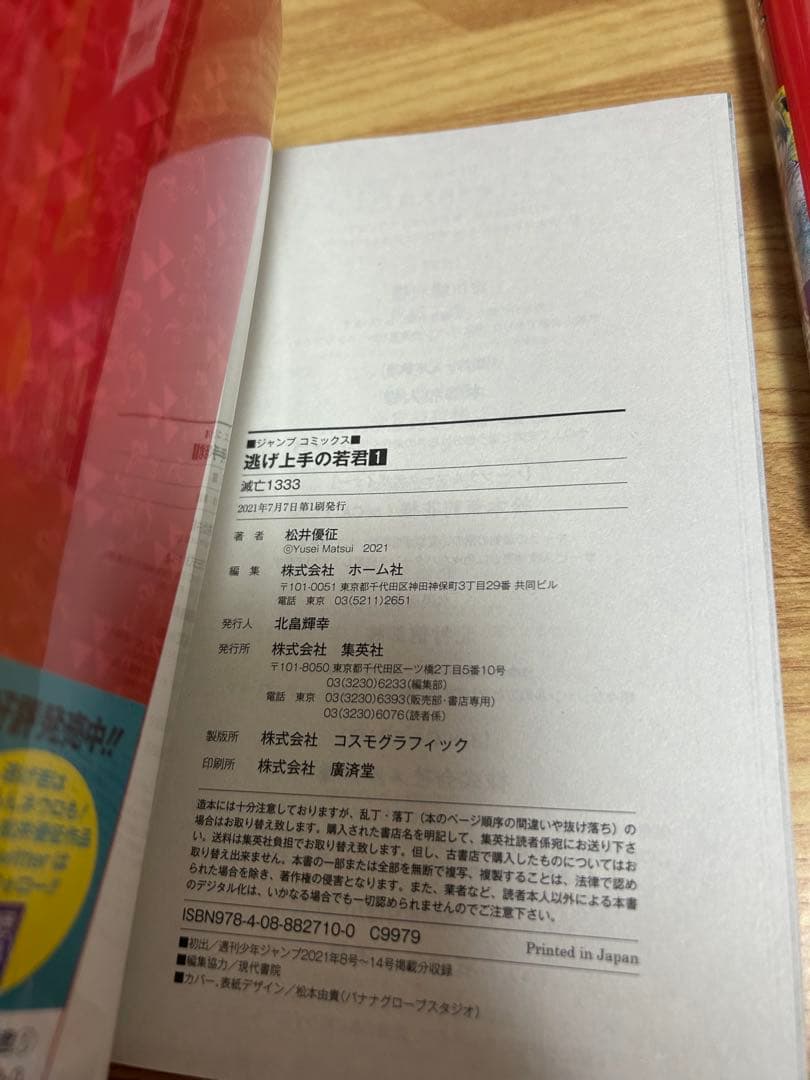 ■ジャンプ コミックス■
逃げ上手の若君1
滅亡1333
2021年7月7日第1刷発行
著 者 松井優征
©Yusei Matsui 2021
編 集 株式会社 ホーム社
〒101-0051 東京都千代田区神田神保町3丁目29番 共同ビル
電話 東京 03(5211)2651
発行人 北畠輝幸
発行所 株式会社 集英社
〒101-8050 東京都千代田区一ツ橋2丁目5番10号
03(3230)6233(編集部)
電話 東京 03(3230)6393(販売部・書店専用)
03(3230)6076(読者係)
製版所 株式会社 コスモグラフィック
印刷所 株式会社 廣済堂
造本には十分注意しておりますが、乱丁・落丁(本のページ順序の間違いや抜け落ち)の
場合はお取り替え致します。購入された書店名を明記して、集英社読者係宛にお送り下さ
い。送料は集英社負担でお取り替え致します。但し、古書店で購入したものについてはお
取り替え出来ません。本書の一部または全部を無断で複写、複製することは、法律で認め
られた場合を除き、著作権の侵害となります。また、業者など、読者本人以外による本書
のデジタル化は、いかなる場合でも一切認められませんのでご注意下さい。
ISBN978-4-08-882710-0 C9979
Printed in Japan
■初出/週刊少年ジャンプ2021年8号〜14号掲載分収録
■編集協力/現代書院
■カバー、表紙デザイン/松本由貴(バナナグローブスタジオ)
発売中!!